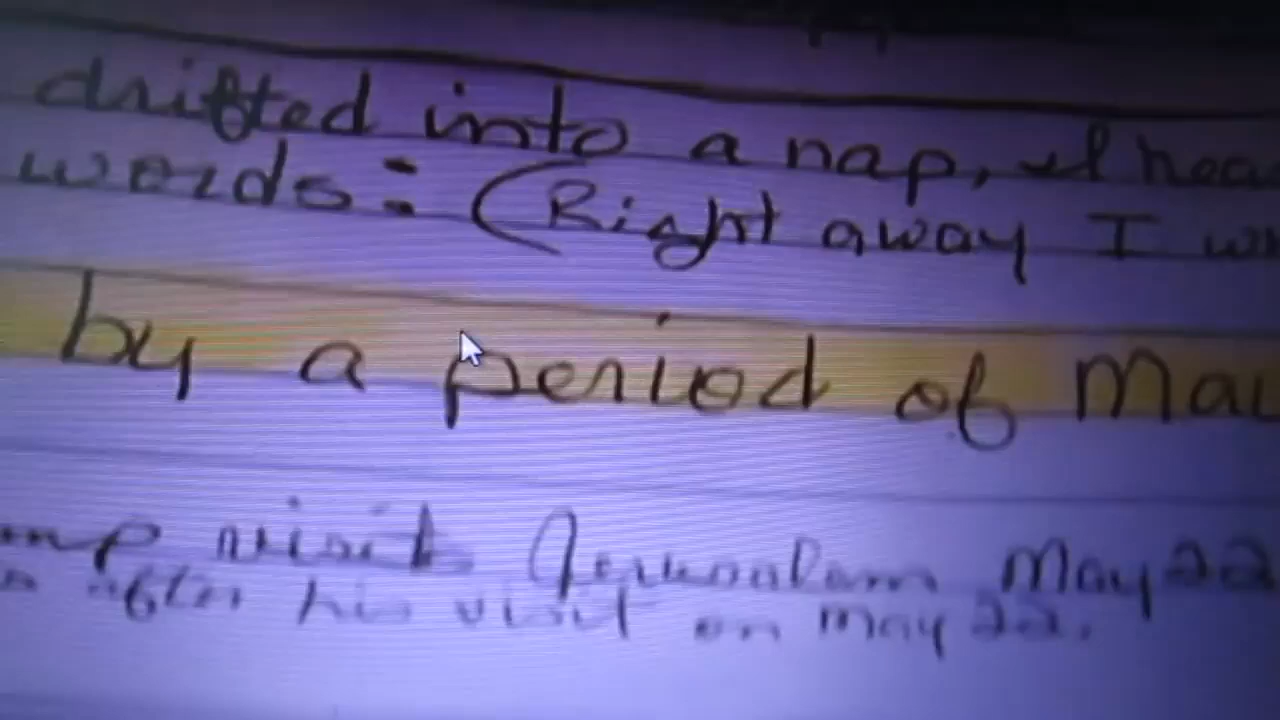 drifted into a nap, I hea
words: (Right away I w
by a period of Ma
mp visit Jerusalem May 22
after his visit on May 22.